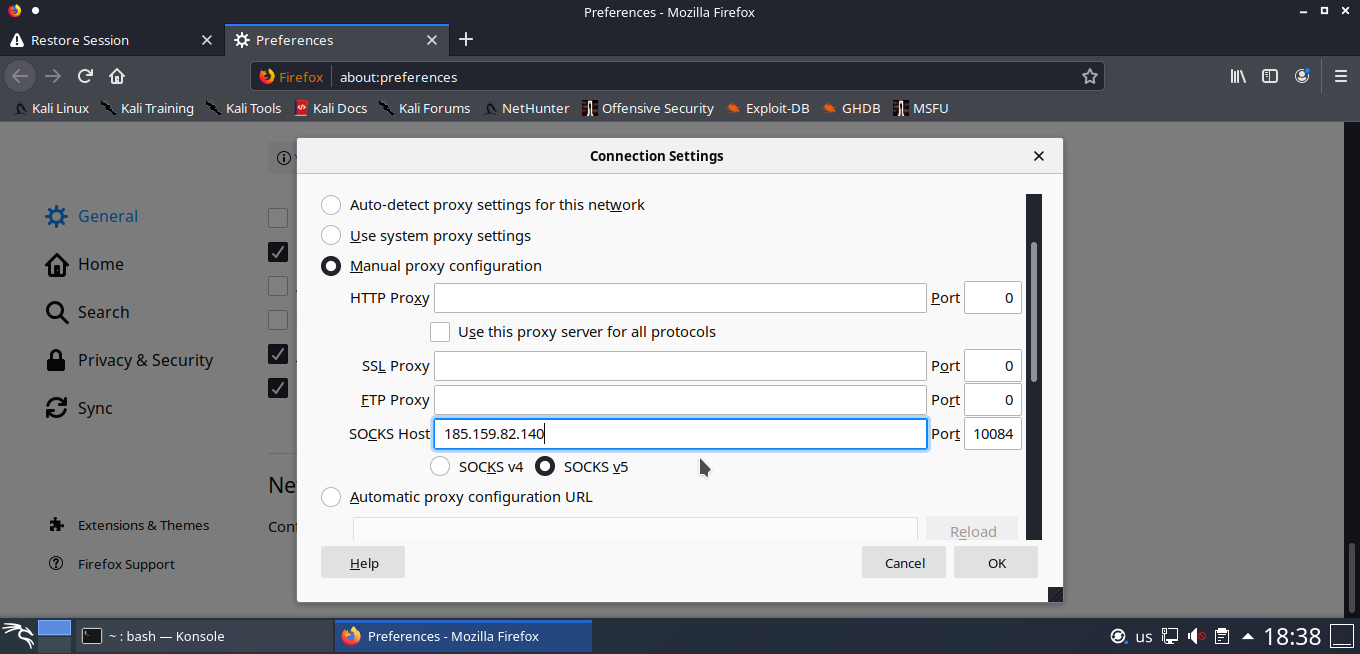 Preferences - Mozilla Firefox
Restore Session
Preferences
Firefox
about:preferences
Kali Linux Kali Training Kali Tools Kali Docs Kali Forums NetHunter Offensive Security Exploit-DB GHDB MSFU
Connection Settings
General
Home
Search
Privacy & Security
Sync
Extensions & Themes
Firefox Support
Auto-detect proxy settings for this network
Use system proxy settings
Manual proxy configuration
HTTP Proxy Port 0
Use this proxy server for all protocols
SSL Proxy Port 0
FTP Proxy Port 0
SOCKS Host 185.159.82.140 Port 10084
SOCKS v4 SOCKS v5
Automatic proxy configuration URL
Reload
Help Cancel OK
~ : bash — Konsole
Preferences - Mozilla Firefox
us
18:38